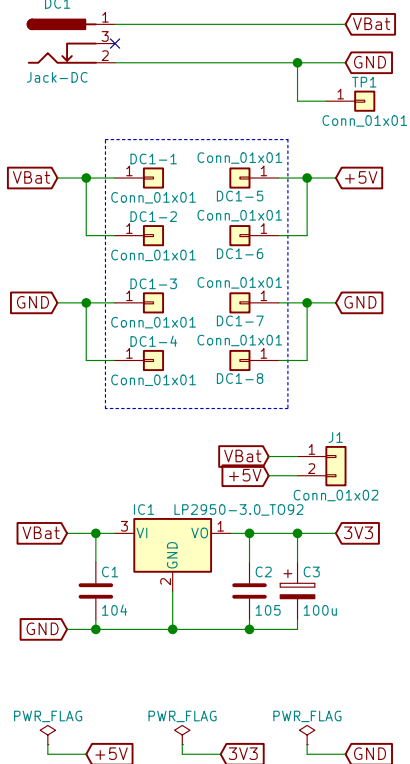 DC1
1 VBat
3
2 GND
Jack-DC
TP1
1
Conn_01x01
DC1-1 Conn_01x01
VBat 1 1 +5V
Conn_01x01 DC1-5
DC1-2 Conn_01x01
1 1
Conn_01x01 DC1-6
DC1-3 Conn_01x01
GND 1 1 GND
Conn_01x01 DC1-7
DC1-4 Conn_01x01
1 1
Conn_01x01 DC1-8
J1
VBat 1
+5V 2
Conn_01x02
IC1 LP2950-3.0_TO92
VBat 3 VI VO 1 3V3
GND
2
C1 C2 + C3
104 105 100u
GND
PWR_FLAG PWR_FLAG PWR_FLAG
+5V 3V3 GND